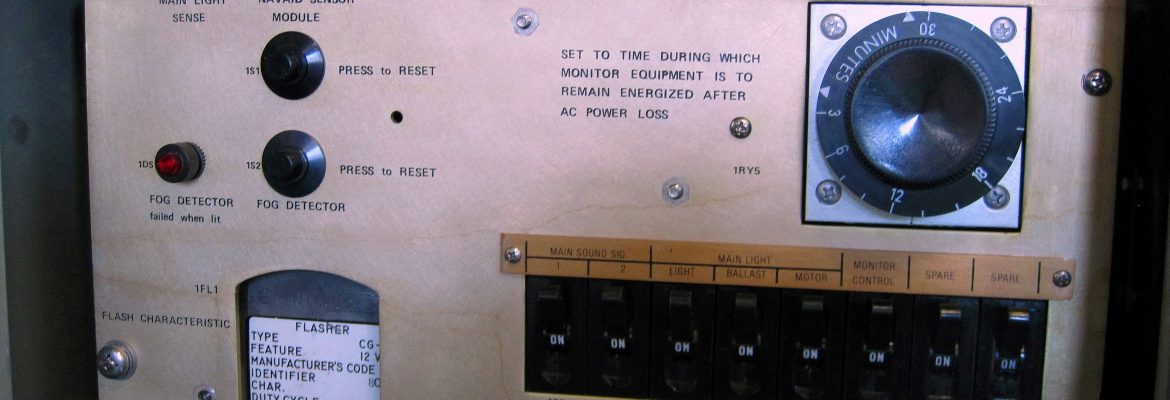 MAIN LIGHT
SENSE
NAVAID SENSOR
MODULE
1S1
PRESS to RESET
1DS
1S2
PRESS to RESET
FOG DETECTOR
failed when lit
FOG DETECTOR
SET TO TIME DURING WHICH
MONITOR EQUIPMENT IS TO
REMAIN ENERGIZED AFTER
AC POWER LOSS
1RY5
MINUTES
30
24
18
12
6
3
1FL1
FLASH CHARACTERISTIC
FLASHER
TYPE CG-
FEATURE 12 V
MANUFACTURER'S CODE
IDENTIFIER
CHAR.
DUTY CYCLE
MAIN SOUND SIG
1 2
MAIN LIGHT
LIGHT BALLAST MOTOR
MONITOR
CONTROL
SPARE
SPARE
ON ON ON ON ON ON ON ON